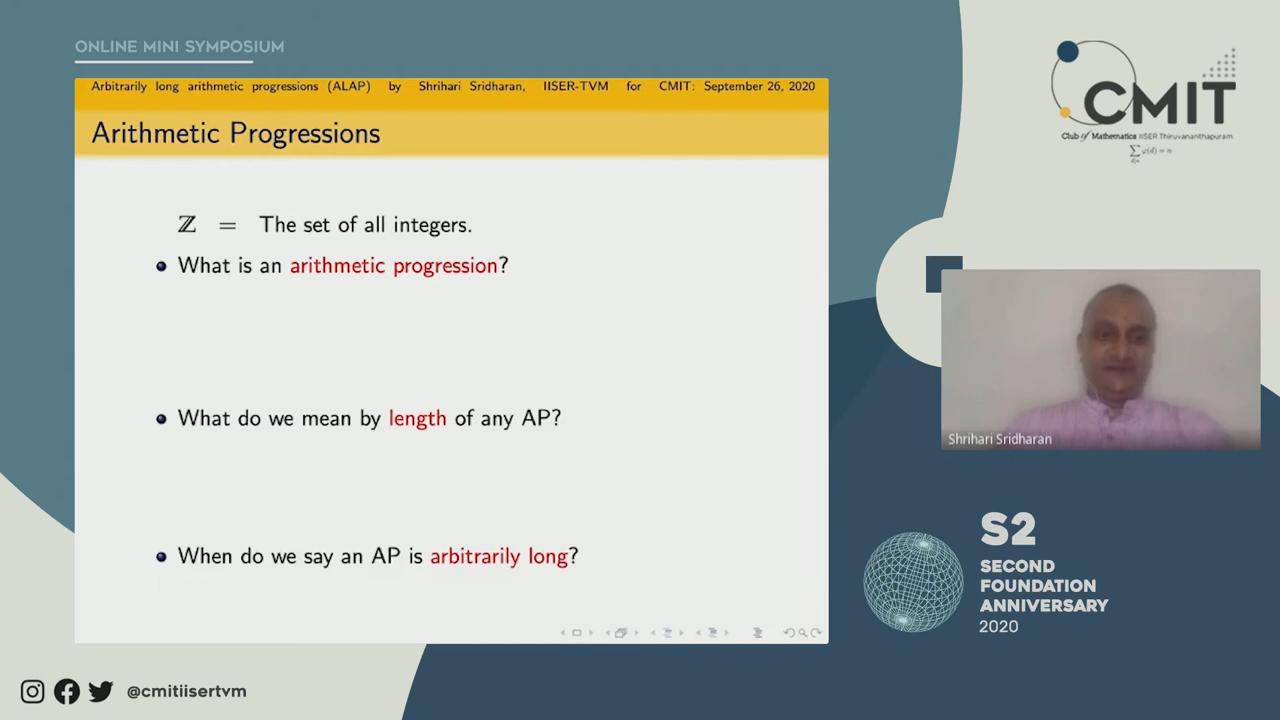 ONLINE MINI SYMPOSIUM
Arbitrarily long arithmetic progressions (ALAP) by Shrihari Sridharan, IISER-TVM for CMIT: September 26, 2020
Arithmetic Progressions
ℤ = The set of all integers.
• What is an arithmetic progression?
• What do we mean by length of any AP?
• When do we say an AP is arbitrarily long?
CMIT
Club of Mathematics IISER Thiruvananthapuram
Shrihari Sridharan
S2
SECOND
FOUNDATION
ANNIVERSARY
2020
@cmitiisertvm